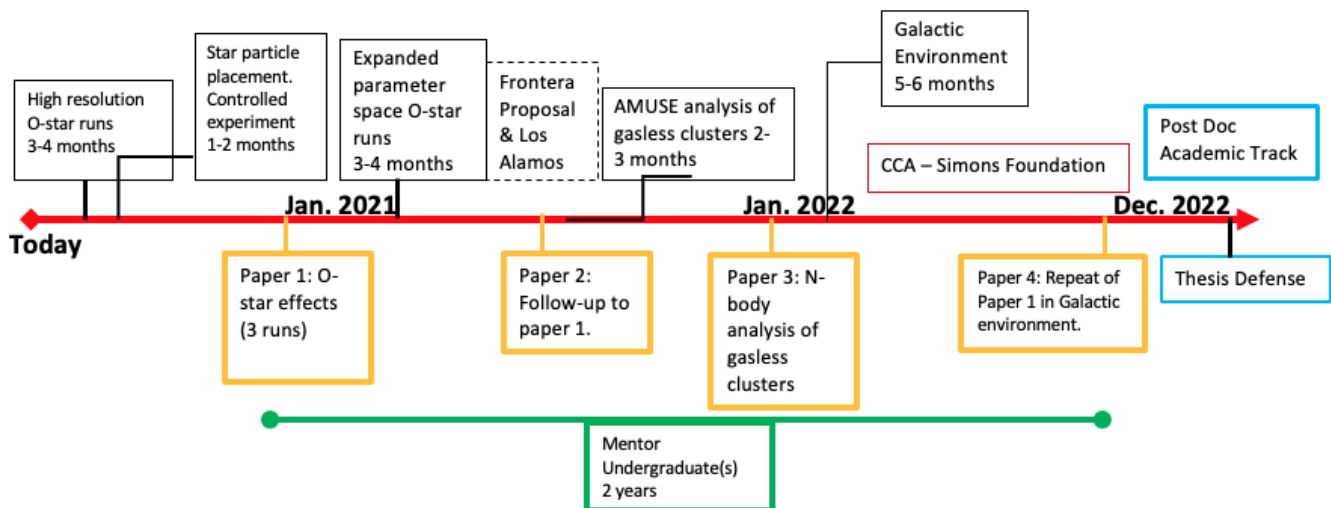 High resolution
O-star runs
3-4 months
Star particle
placement.
Controlled
experiment
1-2 months
Expanded
parameter
space O-star
runs
3-4 months
Frontera
Proposal
& Los
Alamos
AMUSE analysis of
gasless clusters 2-
3 months
Galactic
Environment
5-6 months
CCA – Simons Foundation
Post Doc
Academic Track
Today
Jan. 2021
Jan. 2022
Dec. 2022
Paper 1: O-
star effects
(3 runs)
Paper 2:
Follow-up to
paper 1.
Paper 3: N-
body
analysis of
gasless
clusters
Paper 4: Repeat of
Paper 1 in Galactic
environment.
Thesis Defense
Mentor
Undergraduate(s)
2 years